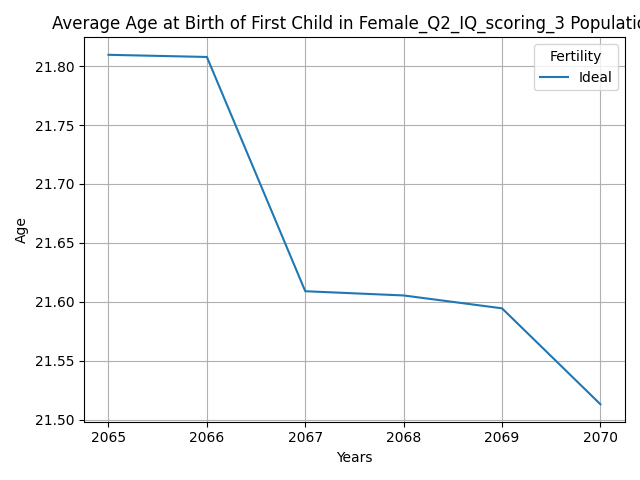 Average Age at Birth of First Child in Female_Q2_IQ_scoring_3 Populatio
Fertility
Ideal
21.80
21.75
21.70
21.65
21.60
21.55
21.50
Age
2065 2066 2067 2068 2069 2070
Years